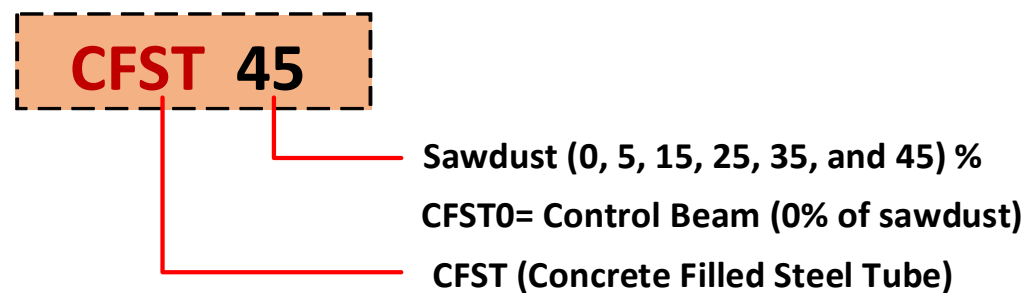 CFST 45
Sawdust (0, 5, 15, 25, 35, and 45) %
CFST0= Control Beam (0% of sawdust)
CFST (Concrete Filled Steel Tube)